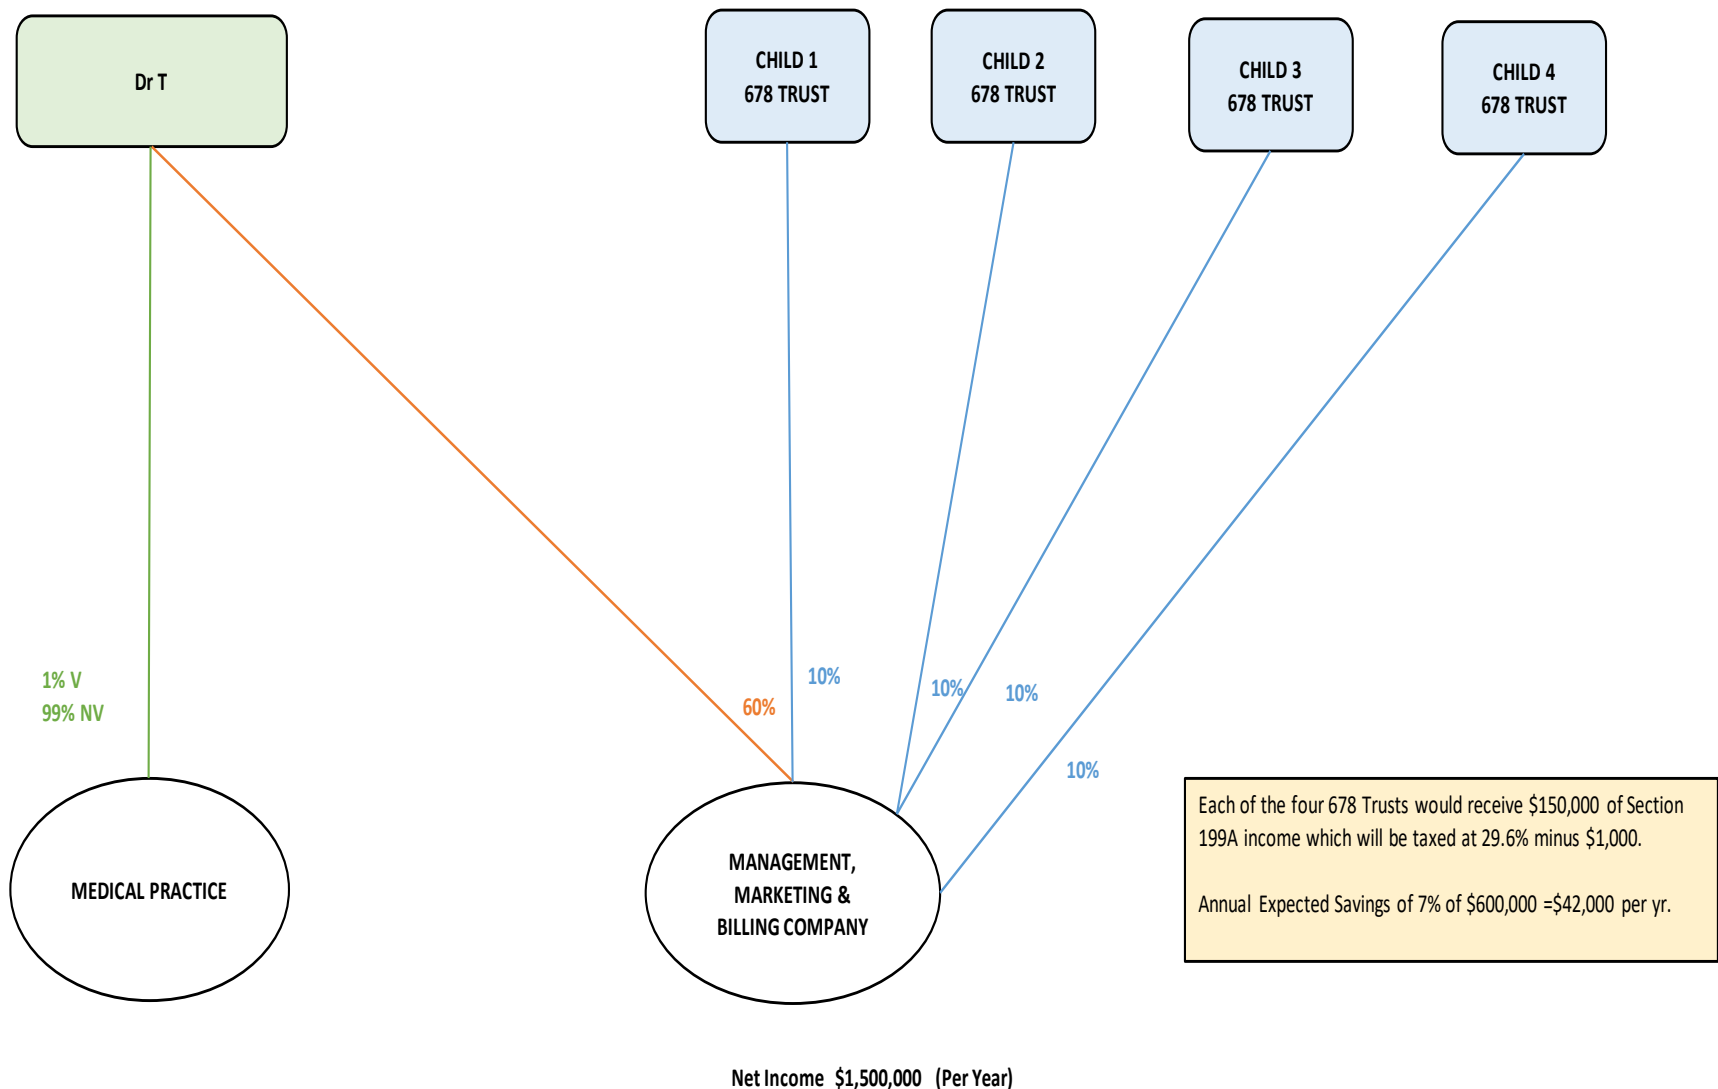 Dr T
CHILD 1
678 TRUST
CHILD 2
678 TRUST
CHILD 3
678 TRUST
CHILD 4
678 TRUST
1% V
99% NV
60%
10%
10%
10%
10%
MEDICAL PRACTICE
MANAGEMENT,
MARKETING &
BILLING COMPANY
Each of the four 678 Trusts would receive $150,000 of Section
199A income which will be taxed at 29.6% minus $1,000.
Annual Expected Savings of 7% of $600,000 =$42,000 per yr.
Net Income $1,500,000 (Per Year)